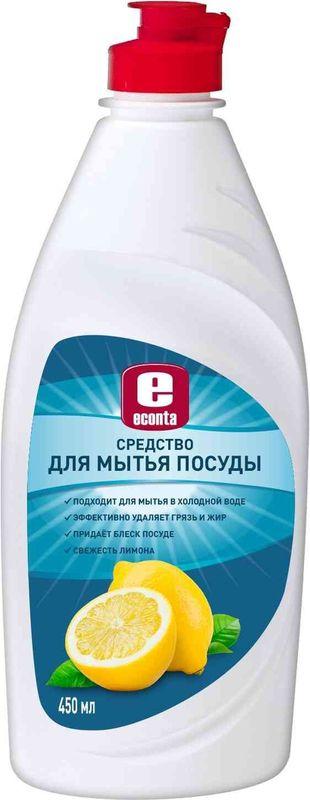 e
econta
СРЕДСТВО
ДЛЯ МЫТЬЯ ПОСУДЫ
ПОДХОДИТ ДЛЯ МЫТЬЯ В ХОЛОДНОЙ ВОДЕ
ЭФФЕКТИВНО УДАЛЯЕТ ГРЯЗЬ И ЖИР
ПРИДАЁТ БЛЕСК ПОСУДЕ
СВЕЖЕСТЬ ЛИМОНА
450 МЛ